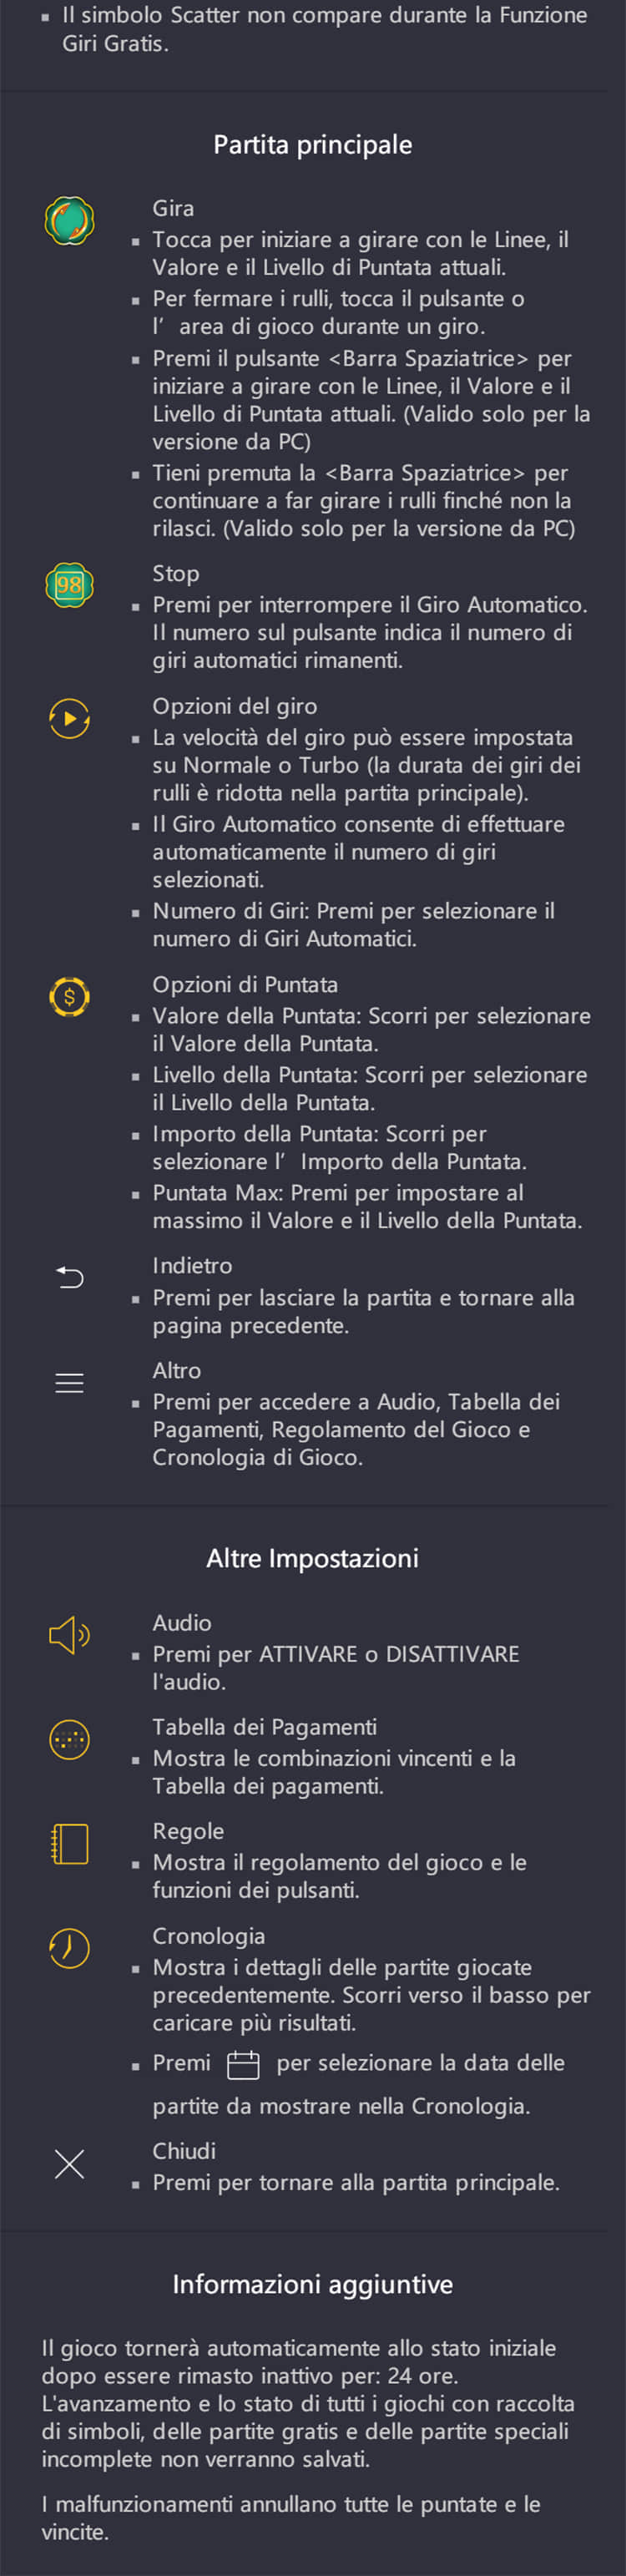 ▪ Il simbolo Scatter non compare durante la Funzione
Giri Gratis.
Partita principale
Gira
▪ Tocca per iniziare a girare con le Linee, il
Valore e il Livello di Puntata attuali.
▪ Per fermare i rulli, tocca il pulsante o
l’area di gioco durante un giro.
▪ Premi il pulsante <Barra Spaziatrice> per
iniziare a girare con le Linee, il Valore e il
Livello di Puntata attuali. (Valido solo per la
versione da PC)
▪ Tieni premuta la <Barra Spaziatrice> per
continuare a far girare i rulli finché non la
rilasci. (Valido solo per la versione da PC)
98
Stop
▪ Premi per interrompere il Giro Automatico.
Il numero sul pulsante indica il numero di
giri automatici rimanenti.
Opzioni del giro
▪ La velocità del giro può essere impostata
su Normale o Turbo (la durata dei giri dei
rulli è ridotta nella partita principale).
▪ Il Giro Automatico consente di effettuare
automaticamente il numero di giri
selezionati.
▪ Numero di Giri: Premi per selezionare il
numero di Giri Automatici.
$
Opzioni di Puntata
▪ Valore della Puntata: Scorri per selezionare
il Valore della Puntata.
▪ Livello della Puntata: Scorri per selezionare
il Livello della Puntata.
▪ Importo della Puntata: Scorri per
selezionare l’Importo della Puntata.
▪ Puntata Max: Premi per impostare al
massimo il Valore e il Livello della Puntata.
Indietro
▪ Premi per lasciare la partita e tornare alla
pagina precedente.
Altro
▪ Premi per accedere a Audio, Tabella dei
Pagamenti, Regolamento del Gioco e
Cronologia di Gioco.
Altre Impostazioni
Audio
▪ Premi per ATTIVARE o DISATTIVARE
l'audio.
Tabella dei Pagamenti
▪ Mostra le combinazioni vincenti e la
Tabella dei pagamenti.
Regole
▪ Mostra il regolamento del gioco e le
funzioni dei pulsanti.
Cronologia
▪ Mostra i dettagli delle partite giocate
precedentemente. Scorri verso il basso per
caricare più risultati.
▪ Premi per selezionare la data delle
partite da mostrare nella Cronologia.
Chiudi
▪ Premi per tornare alla partita principale.
Informazioni aggiuntive
Il gioco tornerà automaticamente allo stato iniziale
dopo essere rimasto inattivo per: 24 ore.
L'avanzamento e lo stato di tutti i giochi con raccolta
di simboli, delle partite gratis e delle partite speciali
incomplete non verranno salvati.
I malfunzionamenti annullano tutte le puntate e le
vincite.